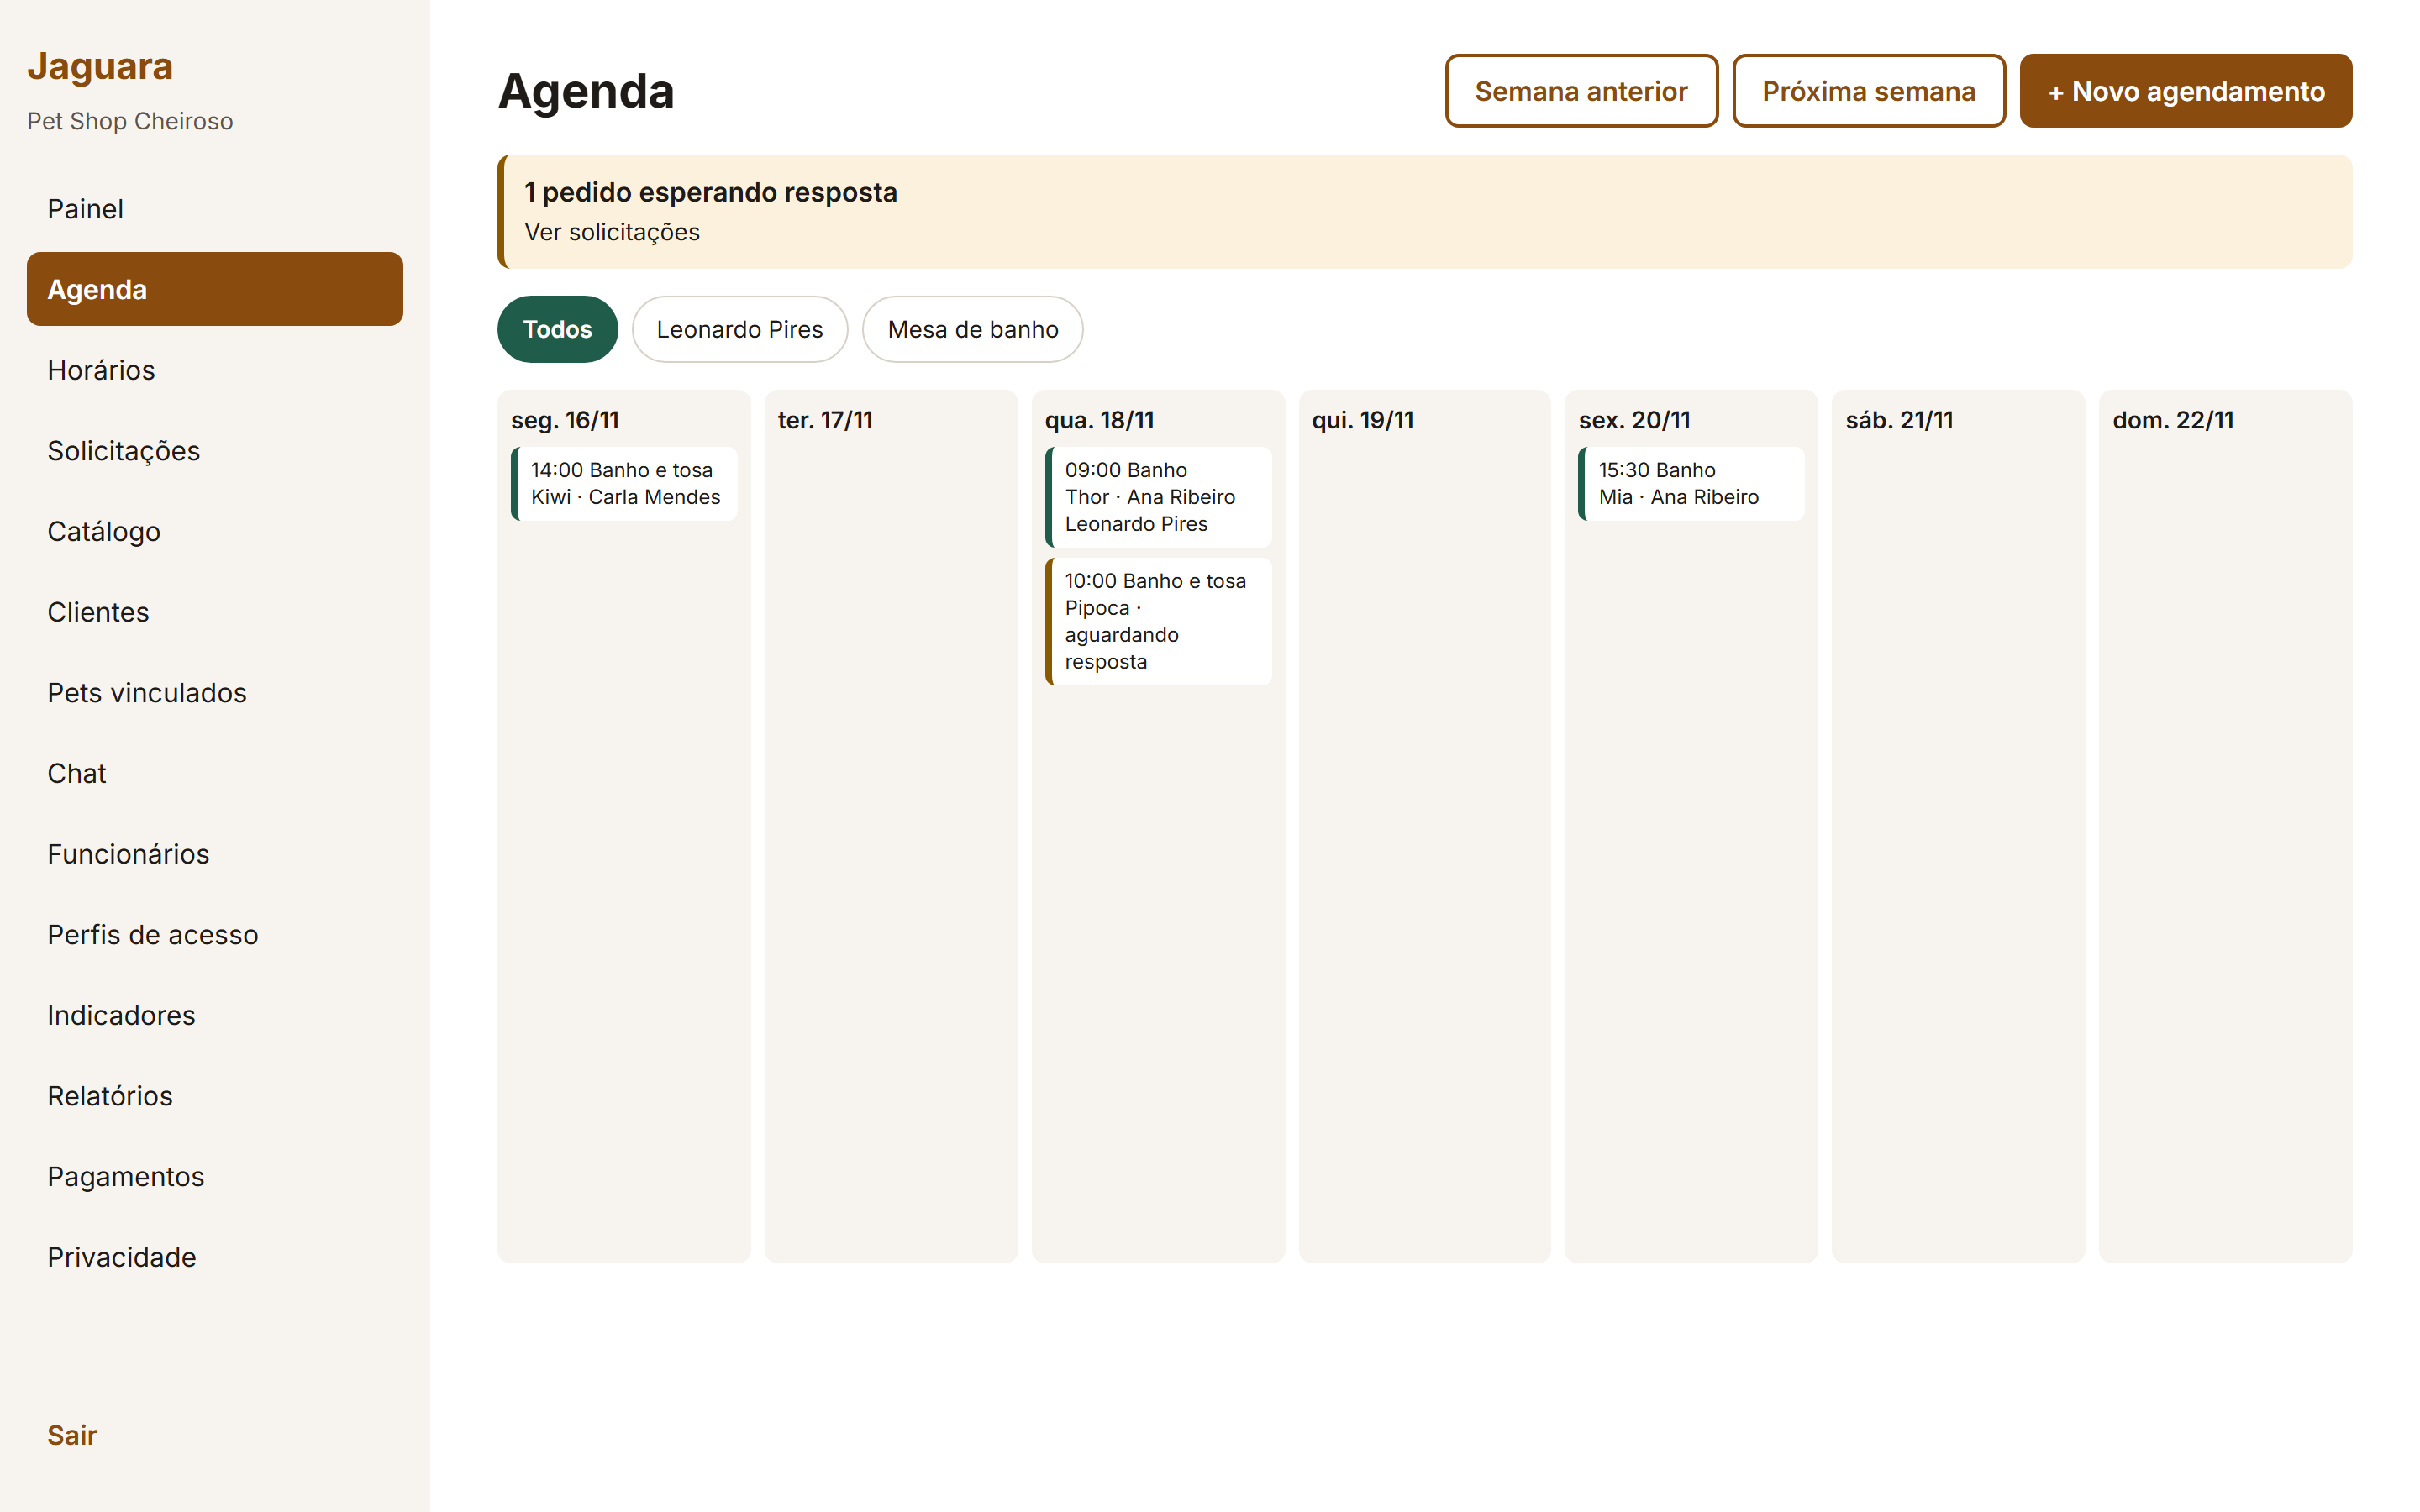 Jaguara
Pet Shop Cheiroso
Painel
Agenda
Horários
Solicitações
Catálogo
Clientes
Pets vinculados
Chat
Funcionários
Perfis de acesso
Indicadores
Relatórios
Pagamentos
Privacidade
Sair
Agenda
Semana anterior
Próxima semana
+ Novo agendamento
1 pedido esperando resposta
Ver solicitações
Todos
Leonardo Pires
Mesa de banho
seg. 16/11
14:00 Banho e tosa
Kiwi · Carla Mendes
ter. 17/11
qua. 18/11
09:00 Banho
Thor · Ana Ribeiro
Leonardo Pires
10:00 Banho e tosa
Pipoca ·
aguardando
resposta
qui. 19/11
sex. 20/11
15:30 Banho
Mia · Ana Ribeiro
sáb. 21/11
dom. 22/11